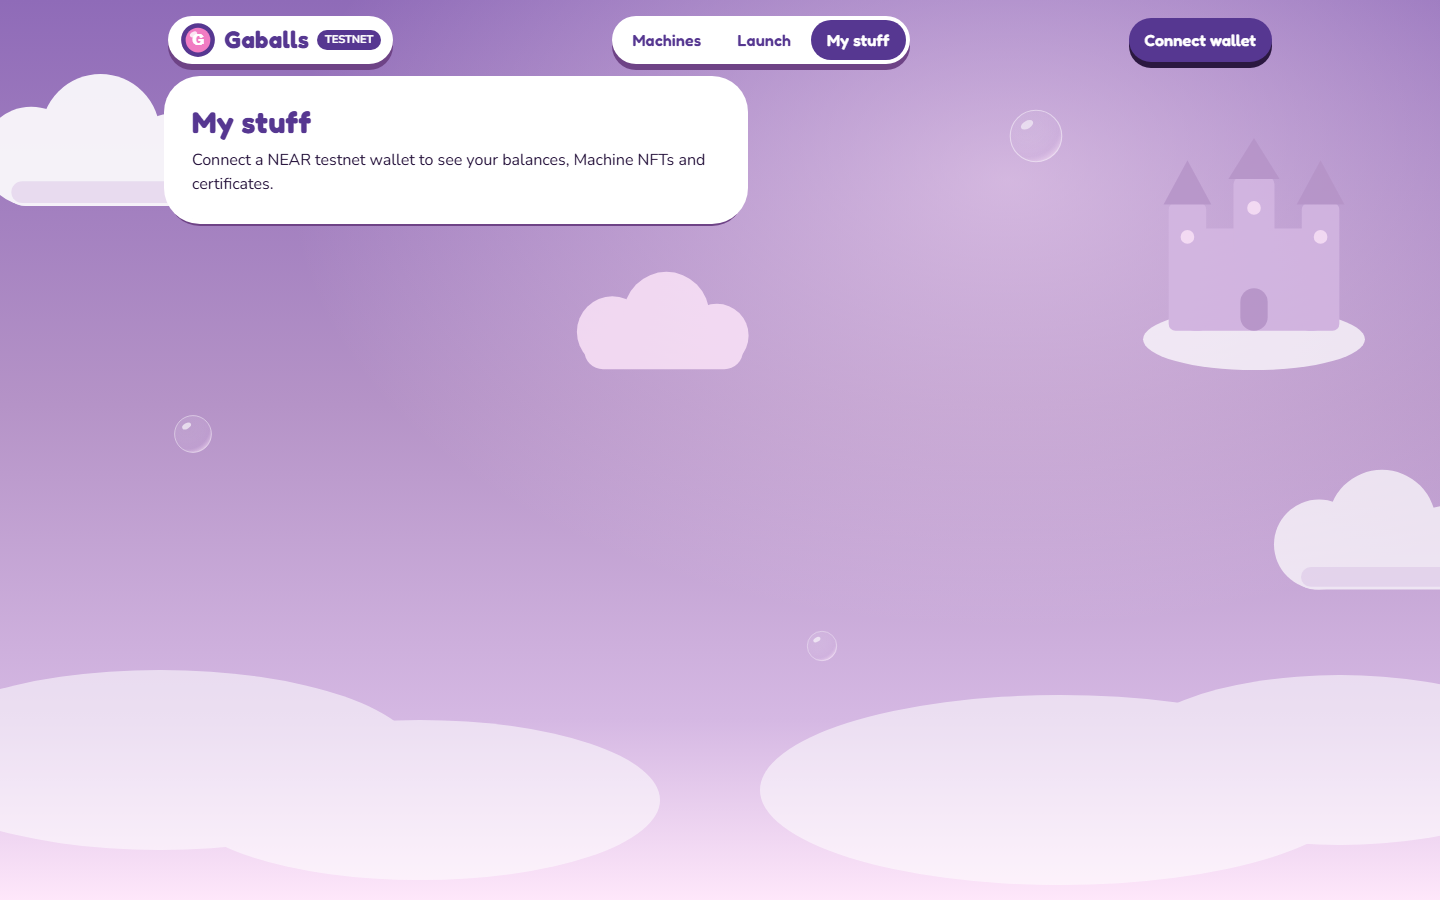 G Gaballs TESTNET
Machines Launch My stuff
Connect wallet
My stuff
Connect a NEAR testnet wallet to see your balances, Machine NFTs and
certificates.